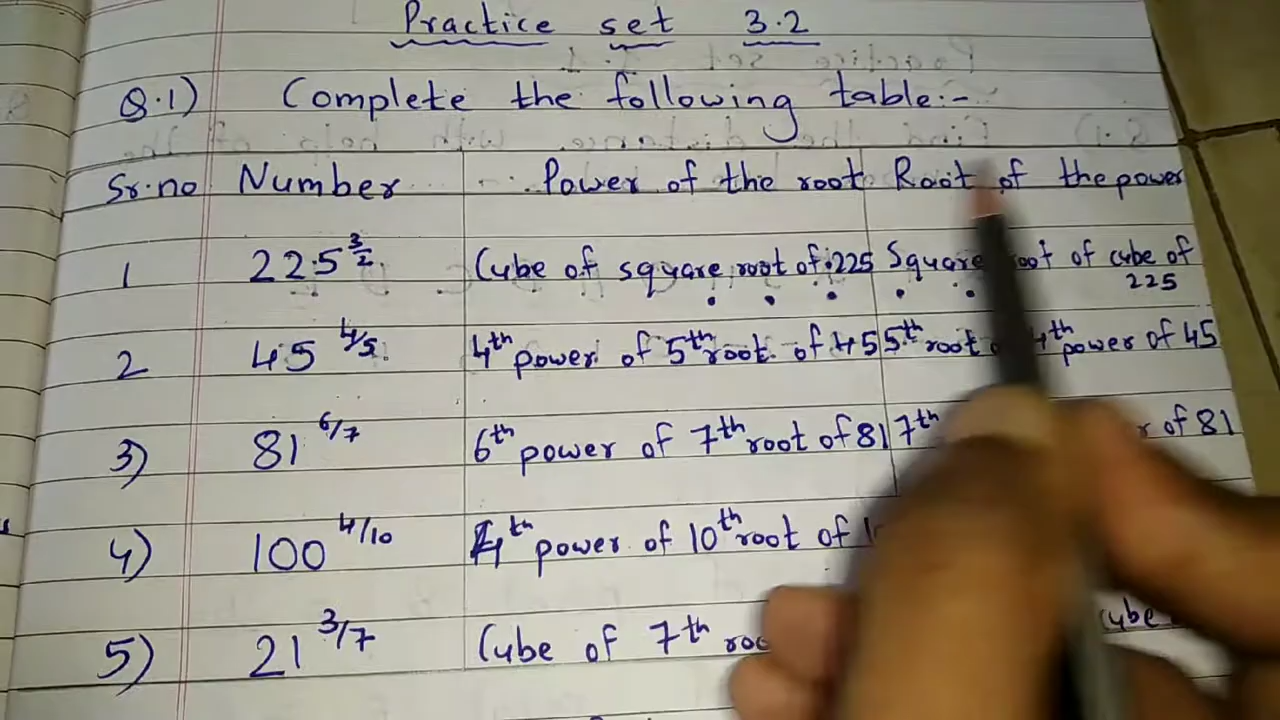 Practice set 3.2
Q.1) Complete the following table:-
Sr.no Number Power of the root Root of the power
1 225^3/2 Cube of square root of 225 Square root of cube of 225
2 45^4/5 4th power of 5th root of 45 5th root 4th power of 45
3) 81^6/7 6th power of 7th root of 81 7th of 81
4) 100^4/10 4th power of 10th root of
5) 21^3/7 Cube of 7th cube